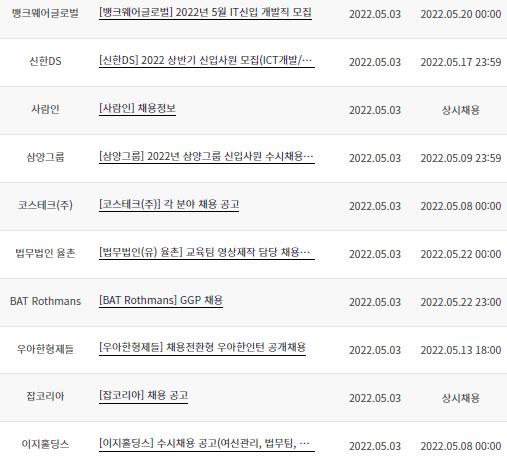 뱅크웨어글로벌 [뱅크웨어글로벌] 2022년 5월 IT신입 개발직 모집 2022.05.03 2022.05.20 00:00
신한DS [신한DS] 2022 상반기 신입사원 모집(ICT개발/··· 2022.05.03 2022.05.17 23:59
사람인 [사람인] 채용정보 2022.05.03 상시채용
삼양그룹 [삼양그룹] 2022년 삼양그룹 신입사원 수시채용··· 2022.05.03 2022.05.09 23:59
코스테크(주) [코스테크(주)] 각 분야 채용 공고 2022.05.03 2022.05.08 00:00
법무법인 율촌 [법무법인(유) 율촌] 교육팀 영상제작 담당 채용··· 2022.05.03 2022.05.22 00:00
BAT Rothmans [BAT Rothmans] GGP 채용 2022.05.03 2022.05.22 23:00
우아한형제들 [우아한형제들] 채용전환형 우아한인턴 공개채용 2022.05.03 2022.05.13 18:00
잡코리아 [잡코리아] 채용 공고 2022.05.03 상시채용
이지홀딩스 [이지홀딩스] 수시채용 공고(여신관리, 법무팀, ··· 2022.05.03 2022.05.08 00:00